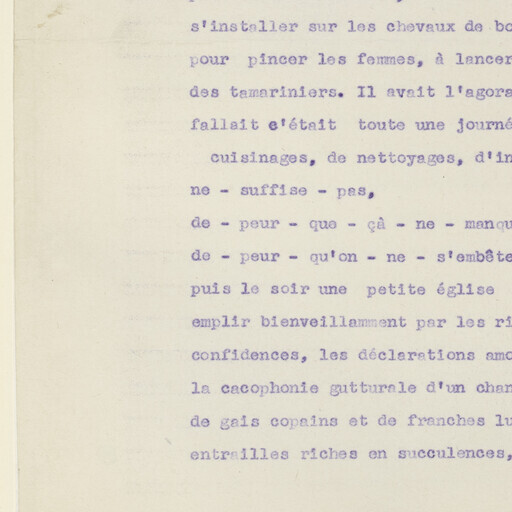 s'installer sur les chevaux de bo
pour pincer les femmes, à lancer
des tamariniers. Il avait l'agora
fallait c'était toute une journé
cuisinages, de nettoyages, d'in
ne - suffise - pas,
de - peur - que - çà - ne - manqu
de - peur - qu'on - ne - s'embête
puis le soir une petite église
emplir bienveillamment par les ri
confidences, les déclarations amo
la cacophonie gutturale d'un chan
de gais copains et de franches lu
entrailles riches en succulences,